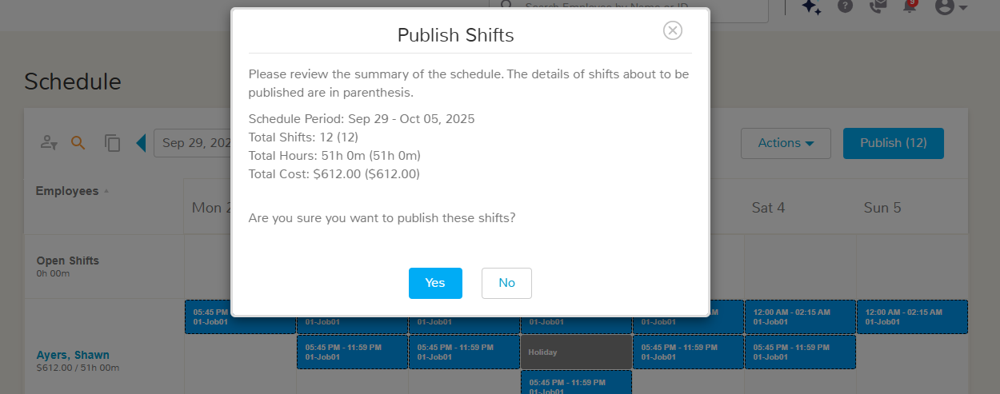 Search Employee by Name or ID
9
Publish Shifts
Please review the summary of the schedule. The details of shifts about to be
published are in parenthesis.
Schedule Period: Sep 29 - Oct 05, 2025
Total Shifts: 12 (12)
Total Hours: 51h 0m (51h 0m)
Total Cost: $612.00 ($612.00)
Are you sure you want to publish these shifts?
Yes
No
Schedule
Sep 29, 202
Actions
Publish (12)
Employees
Mon 2
Sat 4
Sun 5
Open Shifts
0h 00m
Ayers, Shawn
$612.00 / 51h 00m
05:45 PM
01-Job01
01-Job01
01-Job01
01-Job01
M
01-Job01
12:00 AM - 02:15 AM
01-Job01
12:00 AM - 02:15 AM
01-Job01
05:45 PM - 11:59 PM
01-Job01
05:45 PM - 11:59 PM
01-Job01
Holiday
05:45 PM - 11:59 PM
01-Job01
05:45 PM - 11:59 PM
01-Job01
05:45 PM - 11:59 PM
01-Job01